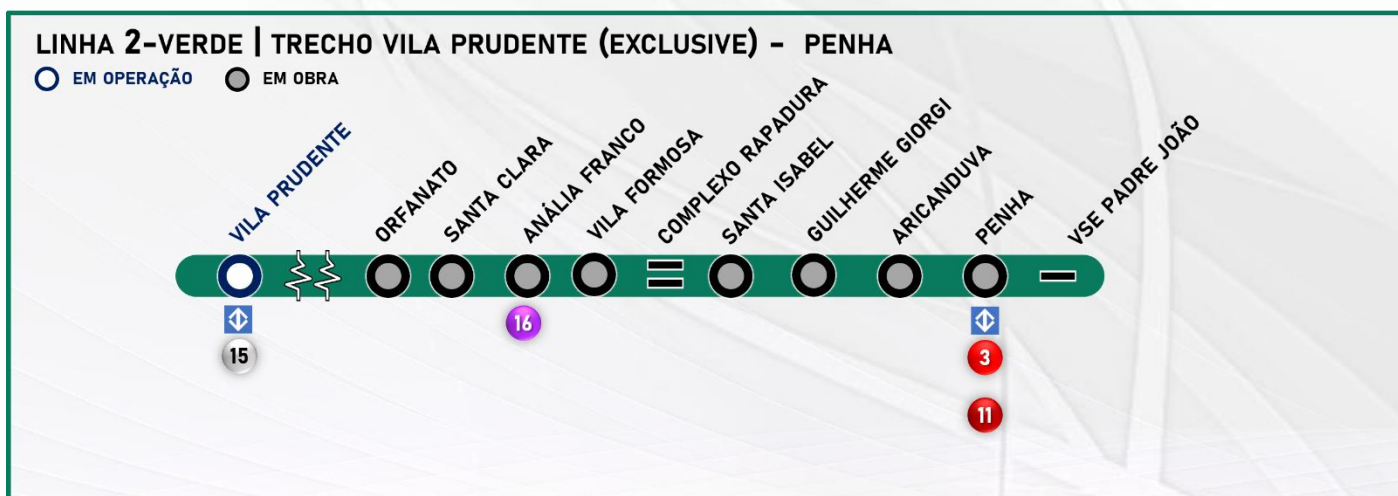 LINHA 2-VERDE | TRECHO VILA PRUDENTE (EXCLUSIVE) - PENHA
EM OPERAÇÃO EM OBRA
VILA PRUDENTE
ORFANATO
SANTA CLARA
ANÁLIA FRANCO
VILA FORMOSA
COMPLEXO RAPADURA
SANTA ISABEL
GUILHERME GIORGI
ARICANDUVA
PENHA
VSE PADRE JOÃO
15
16
3
11